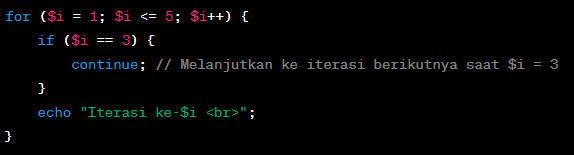 for ($i = 1; $i <= 5; $i++) {
    if ($i == 3) {
        continue; // Melanjutkan ke iterasi berikutnya saat $i = 3
    }
    echo "Iterasi ke-$i <br>";
}